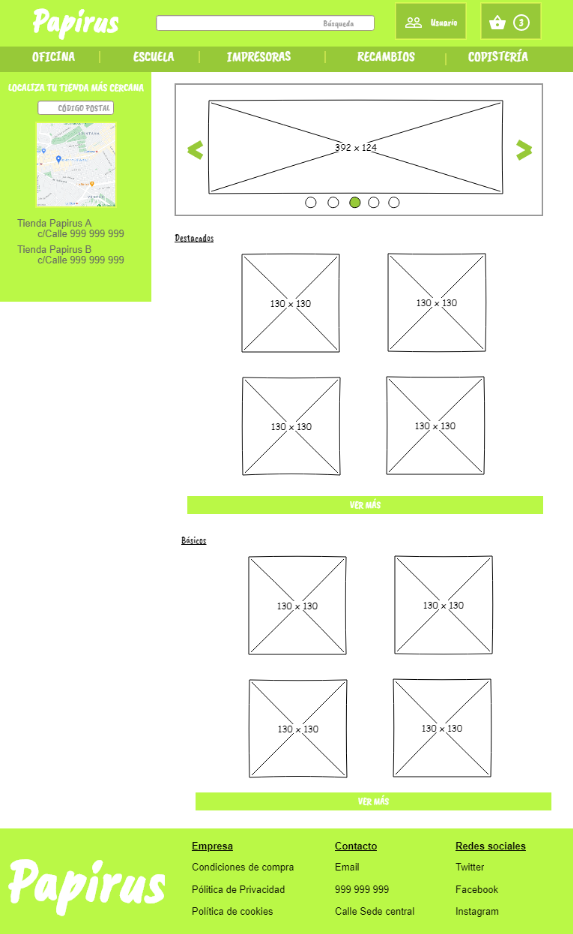 Papirus
Búsqueda
Usuario
3
OFICINA
ESCUELA
IMPRESORAS
RECAMBIOS
COPISTERÍA
LOCALIZA TU TIENDA MÁS CERCANA
CÓDIGO POSTAL
Tienda Papirus A
c/Calle 999 999 999
Tienda Papirus B
c/Calle 999 999 999
392 x 124
Destacados
130 x 130
130 x 130
130 x 130
130 x 130
VER MÁS
Básicos
130 x 130
130 x 130
130 x 130
130 x 130
VER MÁS
Papirus
Empresa
Condiciones de compra
Pólitica de Privacidad
Política de cookies
Contacto
Email
999 999 999
Calle Sede central
Redes sociales
Twitter
Facebook
Instagram